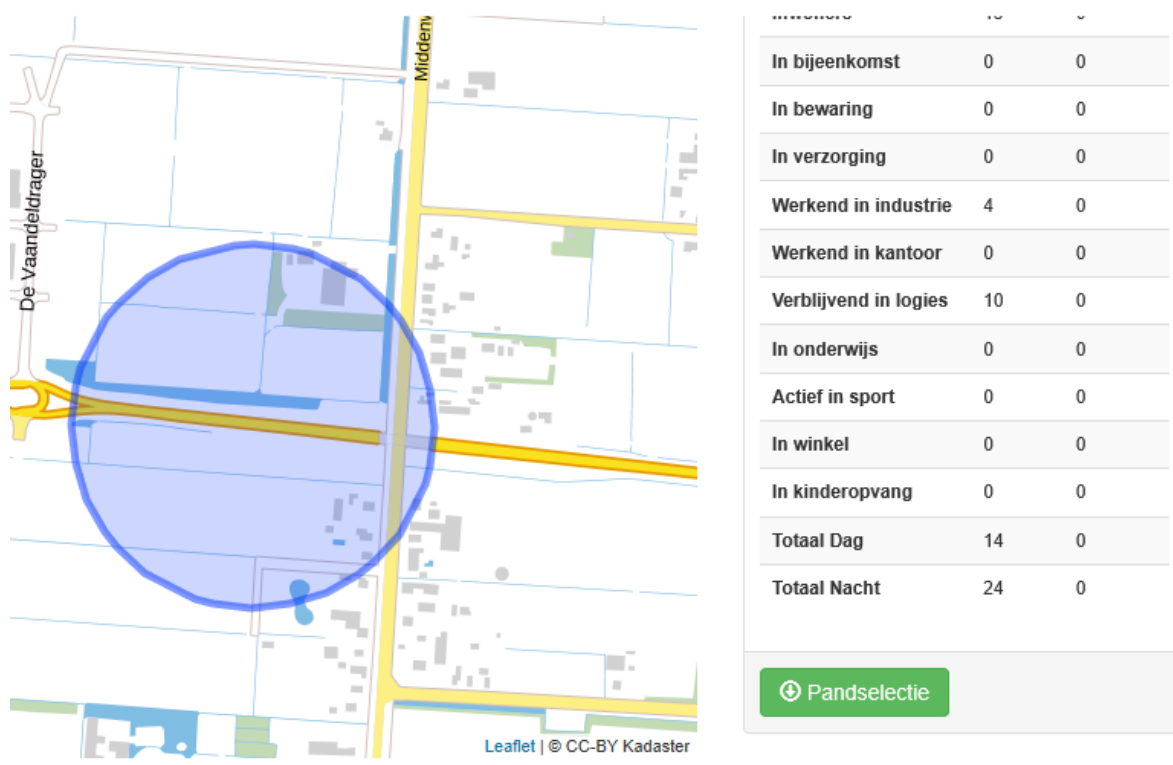 Middenw
De Vaandeldrager
Leaflet | © CC-BY Kadaster
In bijeenkomst 0 0
In bewaring 0 0
In verzorging 0 0
Werkend in industrie 4 0
Werkend in kantoor 0 0
Verblijvend in logies 10 0
In onderwijs 0 0
Actief in sport 0 0
In winkel 0 0
In kinderopvang 0 0
Totaal Dag 14 0
Totaal Nacht 24 0
Pandselectie